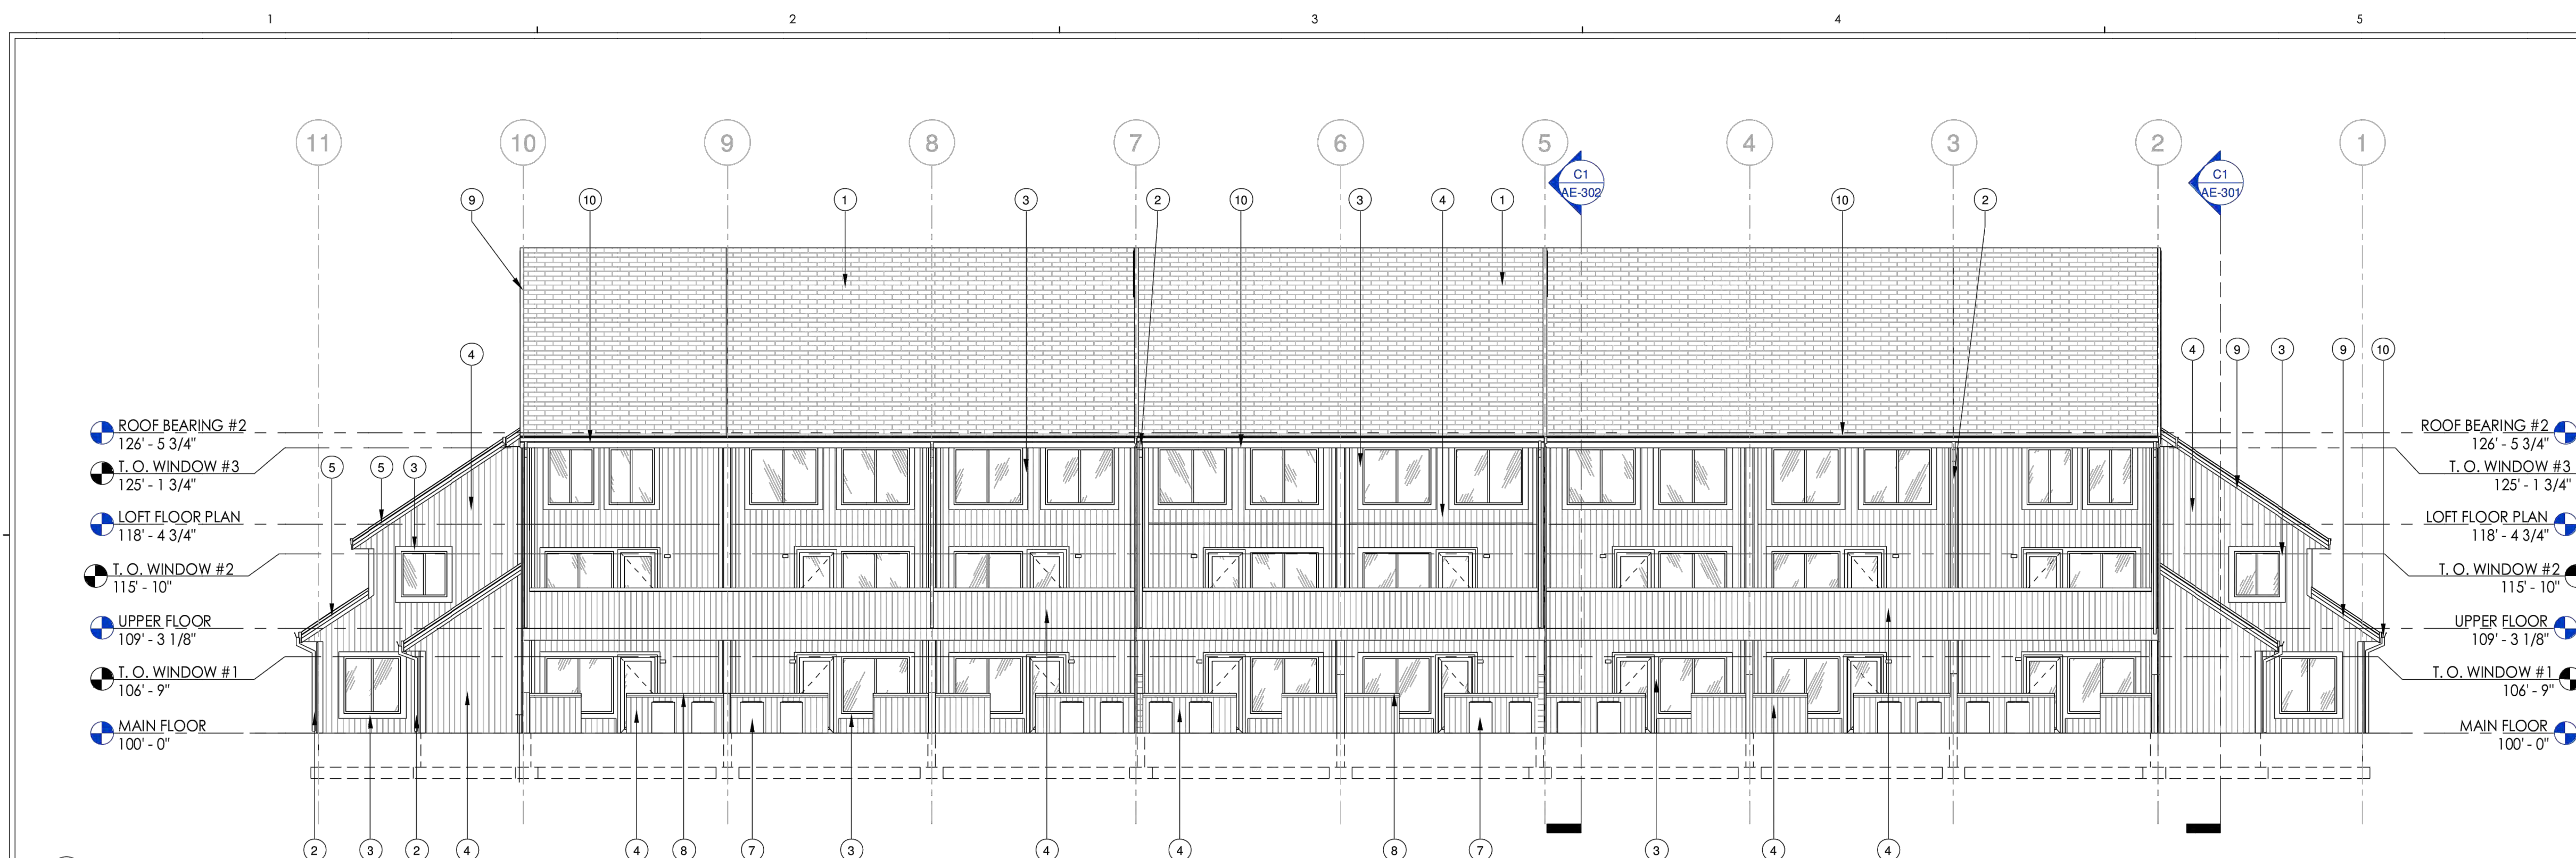 1 2 3 4 5
11 10 9 8 7 6 5 4 3 2 1
C1 C1
AE-302 AE-301
9 10 1 3 2 10 3 4 1 10 2
4 4 9 3 9 10
ROOF BEARING #2 ROOF BEARING #2
126' - 5 3/4" 126' - 5 3/4"
5 5 3
T. O. WINDOW #3 T. O. WINDOW #3
125' - 1 3/4" 125' - 1 3/4"
LOFT FLOOR PLAN LOFT FLOOR PLAN
118' - 4 3/4" 118' - 4 3/4"
T. O. WINDOW #2 T. O. WINDOW #2
115' - 10" 115' - 10"
UPPER FLOOR UPPER FLOOR
109' - 3 1/8" 109' - 3 1/8"
T. O. WINDOW #1 T. O. WINDOW #1
106' - 9" 106' - 9"
MAIN FLOOR MAIN FLOOR
100' - 0" 100' - 0"
2 3 2 4 4 8 7 3 4 4 8 7 3 4 4